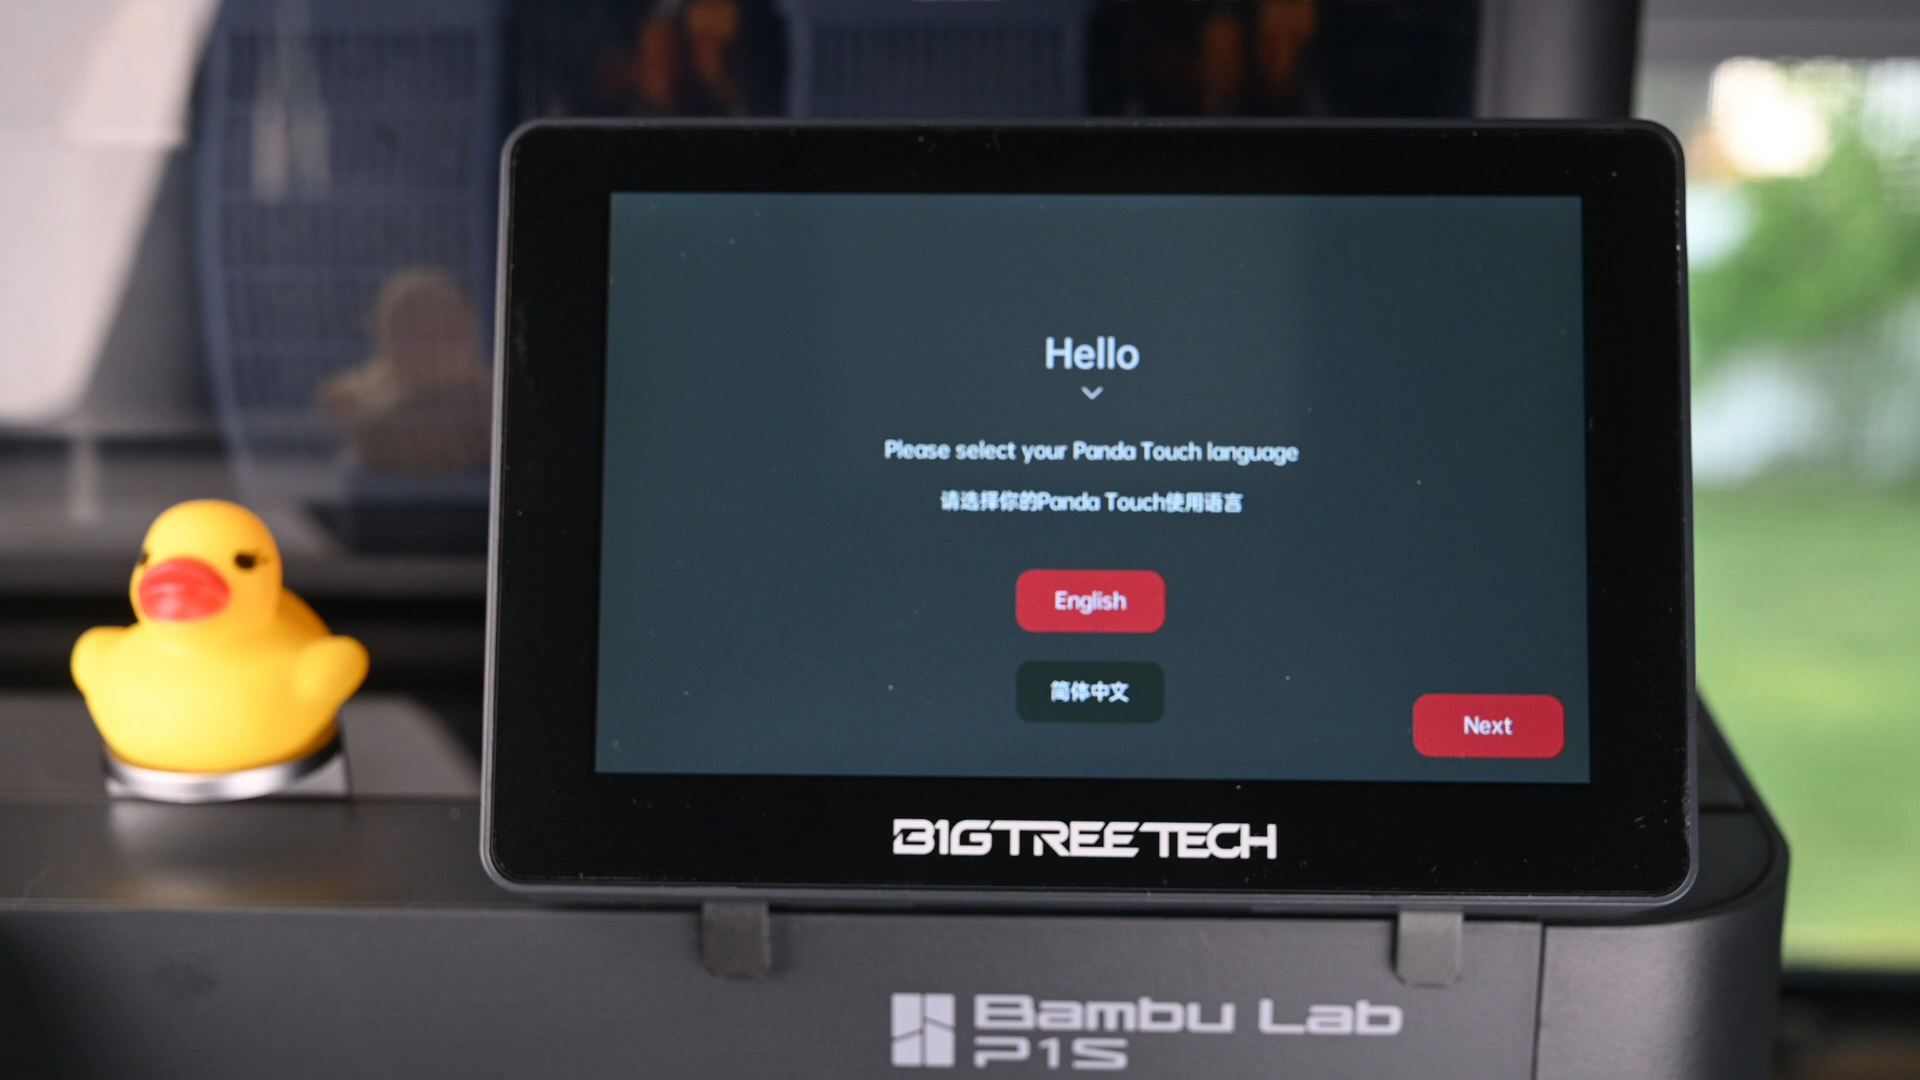 Hello
Please select your Panda Touch language
请选择你的Panda Touch使用语言
English
简体中文
Next
B1GTREETECH
Bambu Lab
P1S